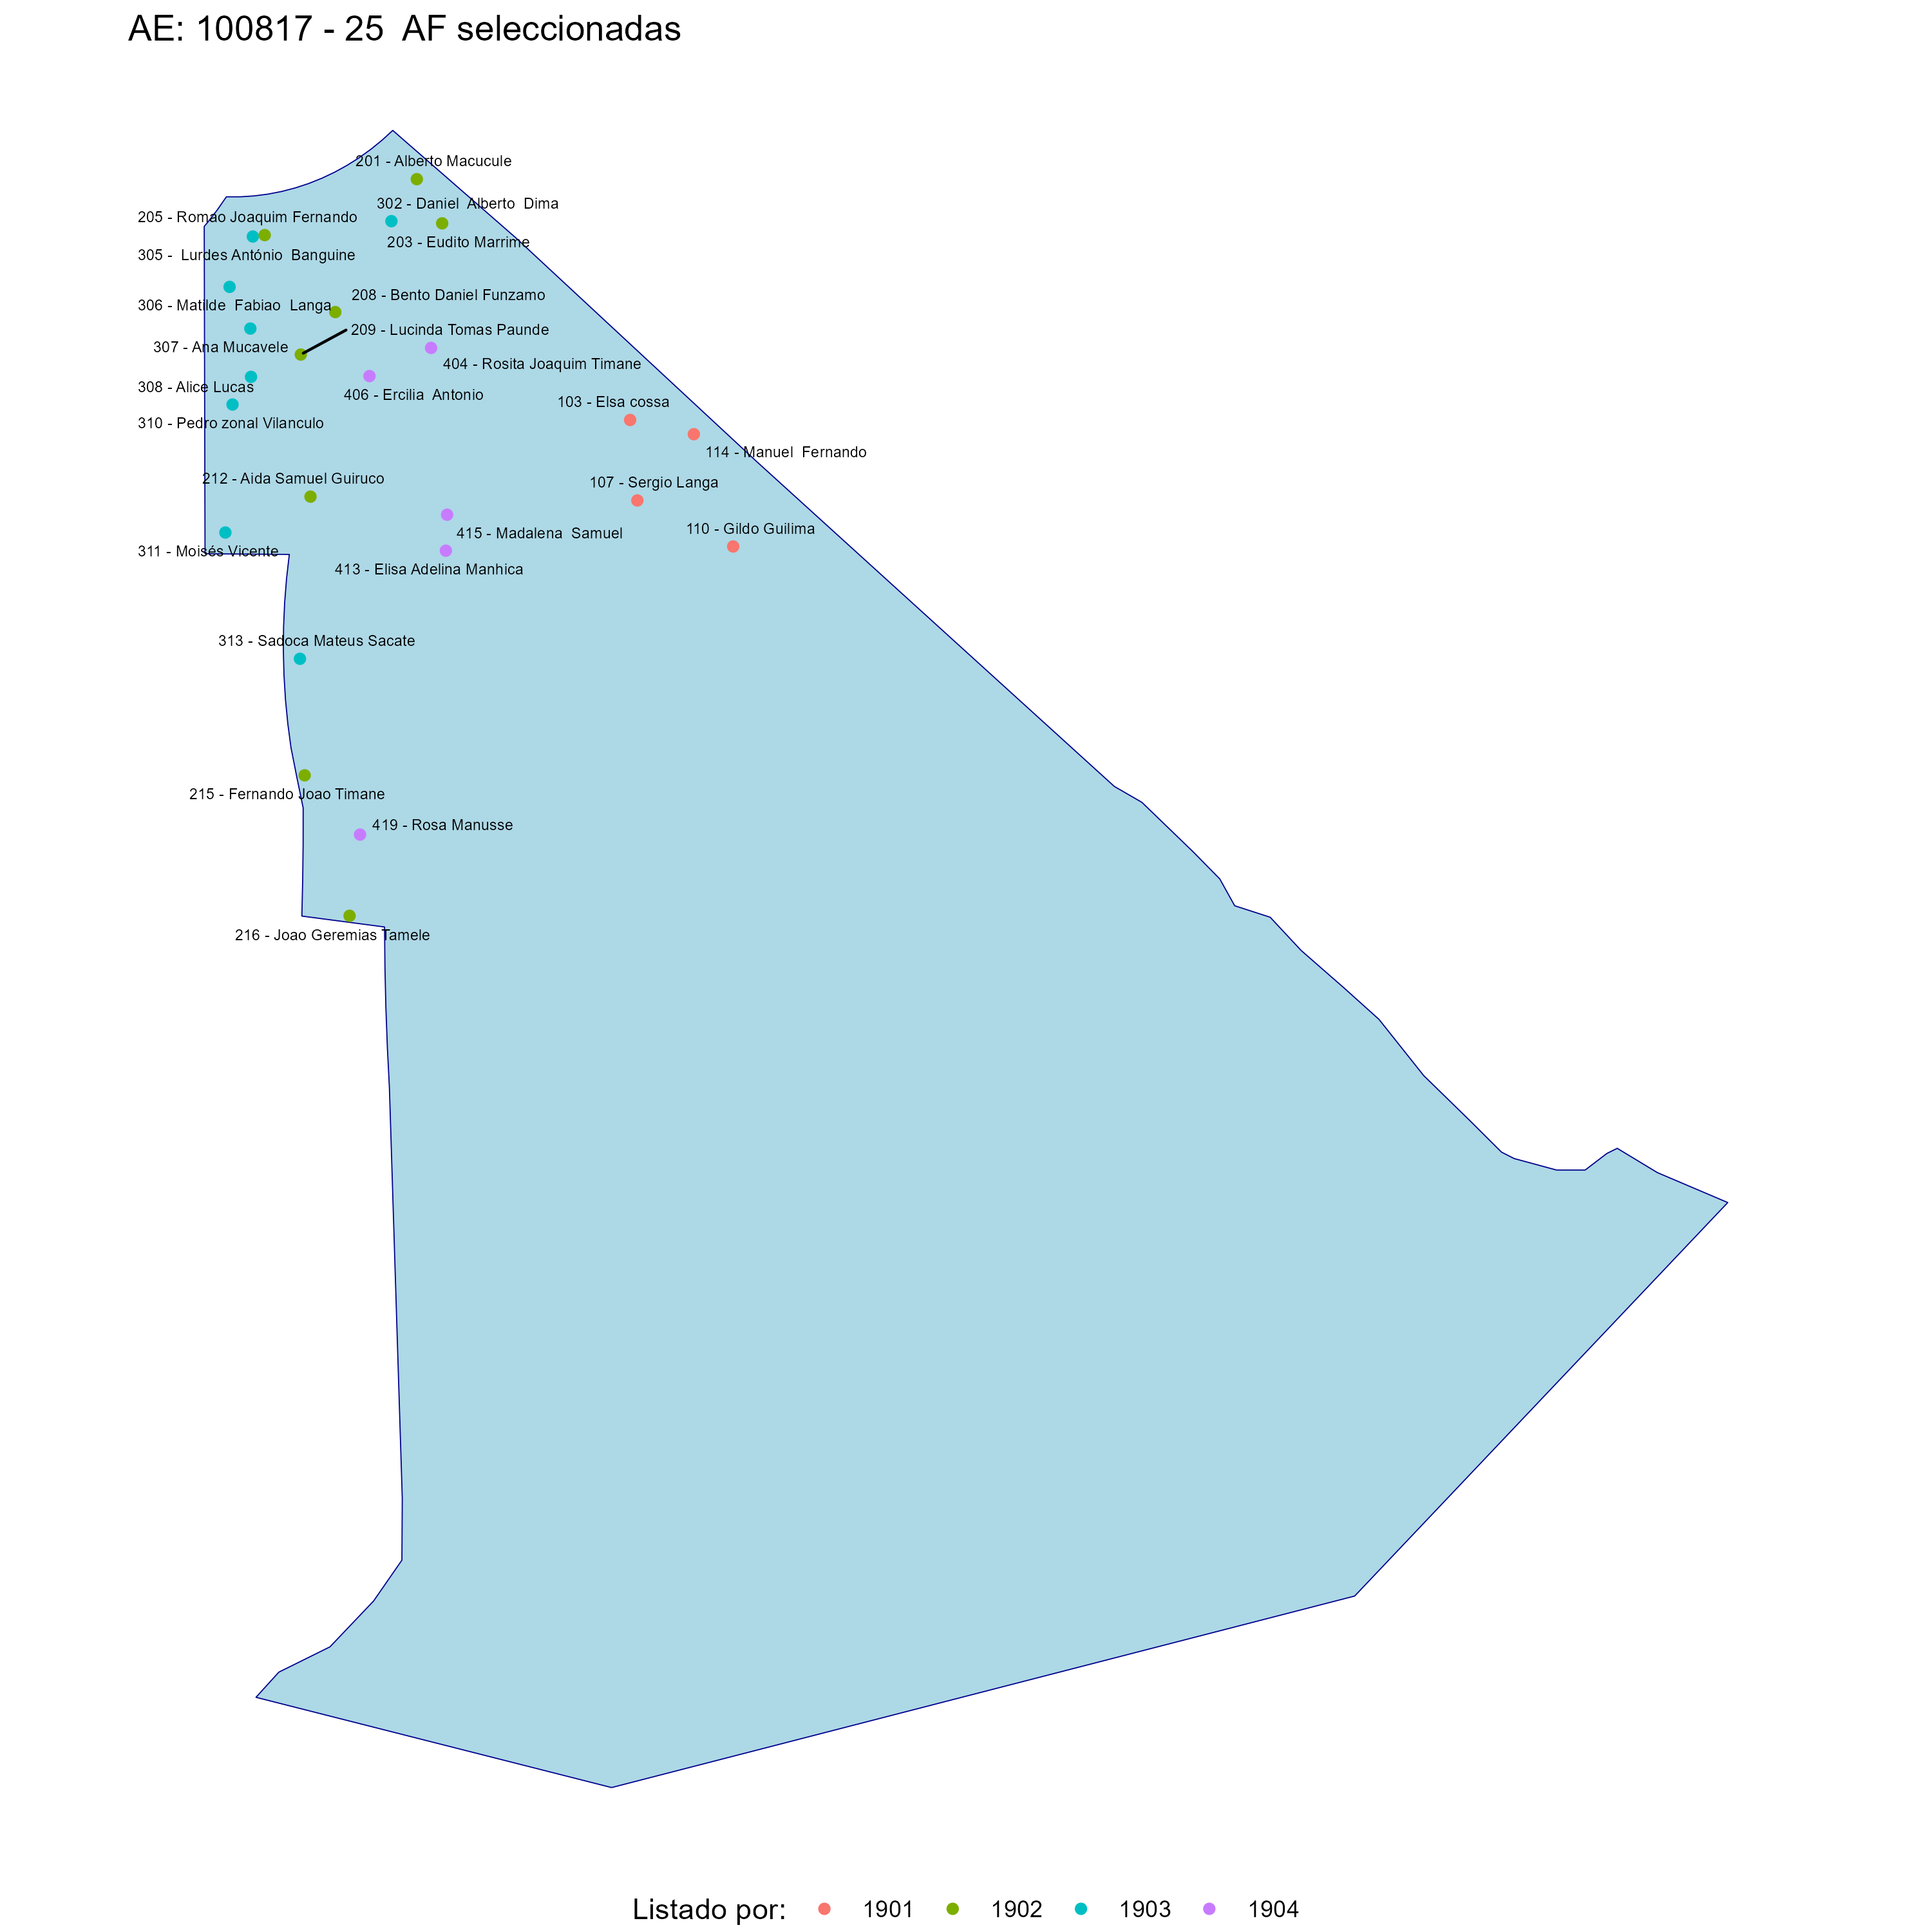 AE: 100817 - 25  AF seleccionadas
201 - Alberto Macucule
302 - Daniel  Alberto  Dima
205 - Romao Joaquim Fernando
203 - Eudito Marrime
305 -  Lurdes António  Banguine
208 - Bento Daniel Funzamo
306 - Matilde  Fabiao  Langa
209 - Lucinda Tomas Paunde
307 - Ana Mucavele
404 - Rosita Joaquim Timane
308 - Alice Lucas
406 - Ercilia  Antonio
103 - Elsa cossa
310 - Pedro zonal Vilanculo
114 - Manuel  Fernando
212 - Aida Samuel Guiruco
107 - Sergio Langa
110 - Gildo Guilima
415 - Madalena  Samuel
311 - Moisés Vicente
413 - Elisa Adelina Manhica
313 - Sadoca Mateus Sacate
215 - Fernando Joao Timane
419 - Rosa Manusse
216 - Joao Geremias Tamele
Listado por: 1901 1902 1903 1904